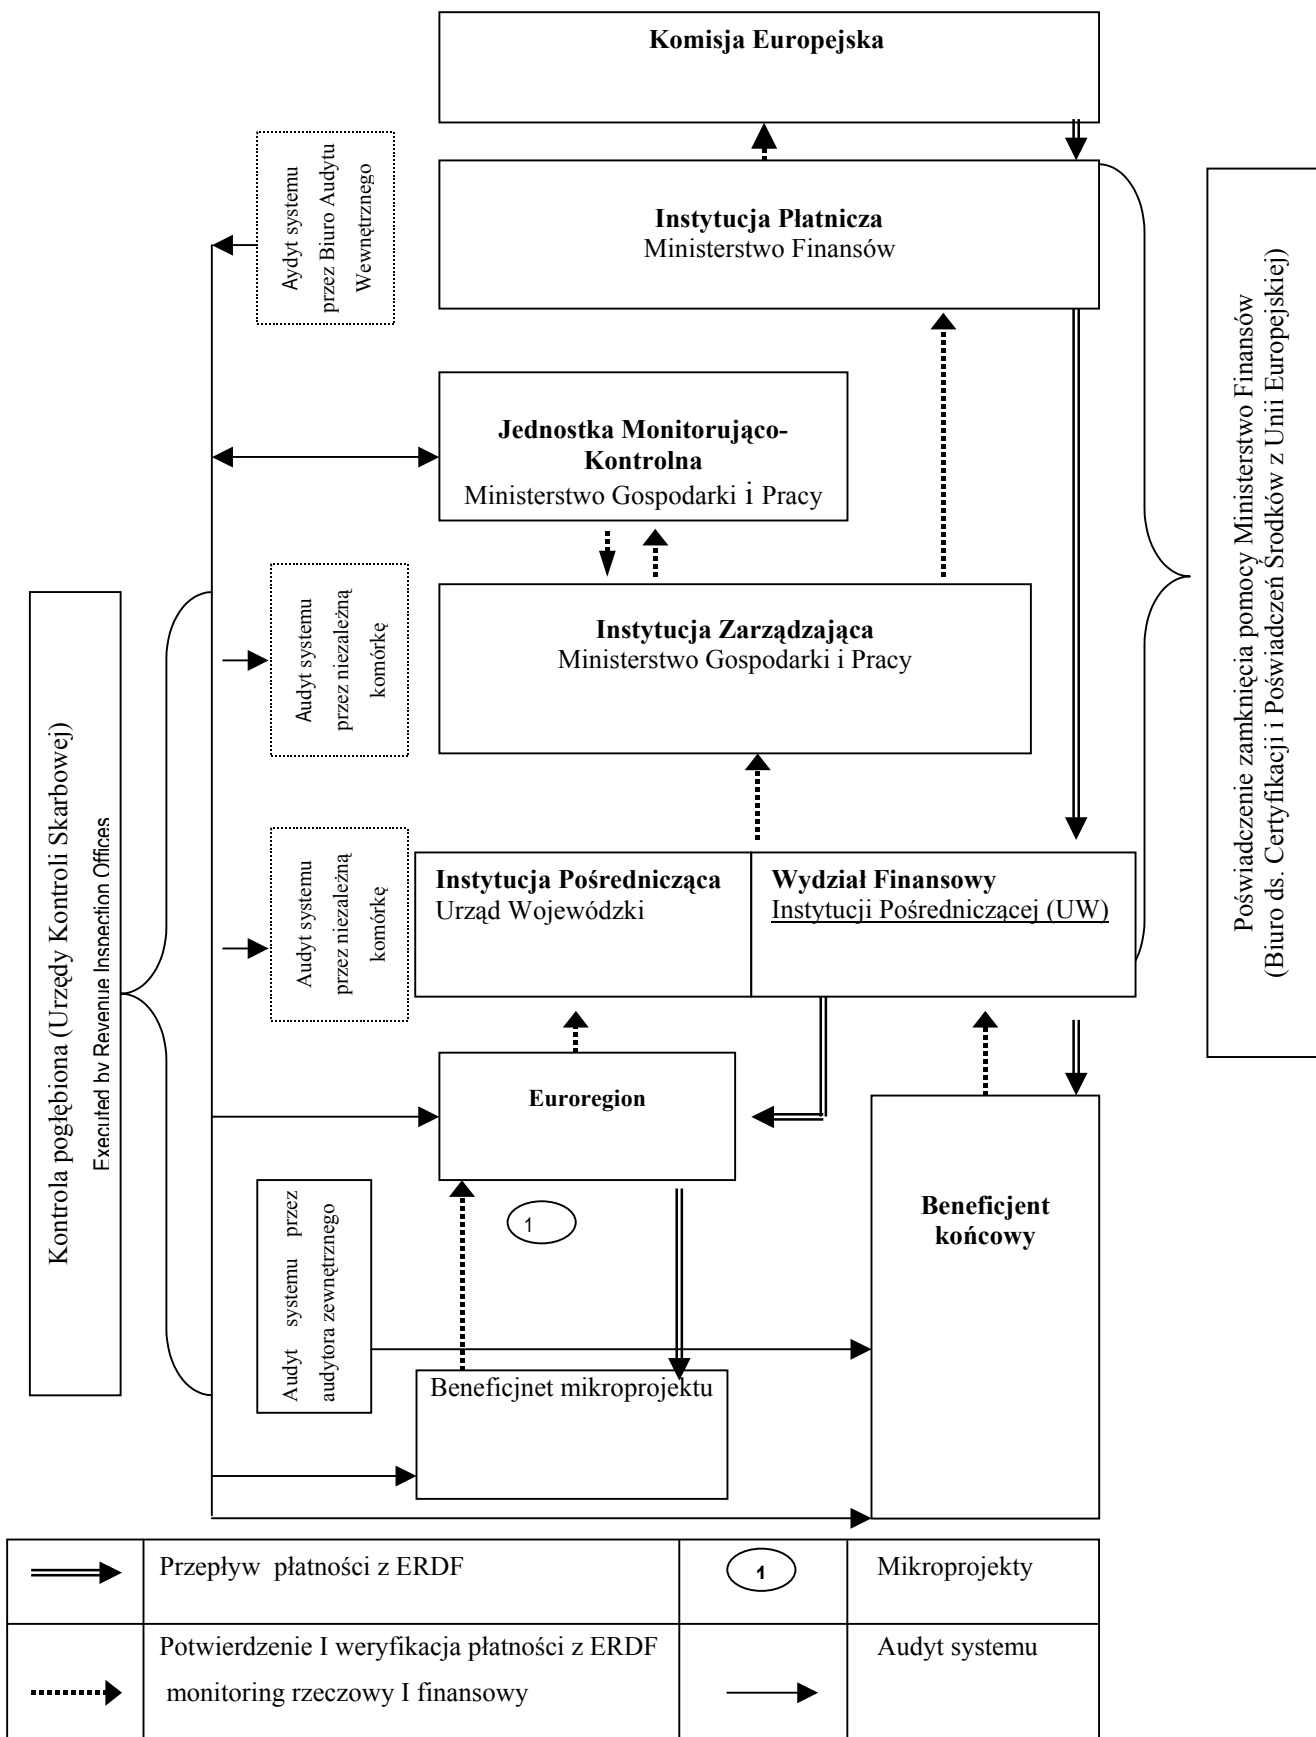 Komisja Europejska
Aydyt systemu
przez Biuro Audytu
Wewnętrznego
Instytucja Płatnicza
Ministerstwo Finansów
Poświadczenie zamknięcia pomocy Ministerstwo Finansów
(Biuro ds. Certyfikacji i Poświadczeń Środków z Unii Europejskiej)
Jednostka Monitorująco-
Kontrolna
Ministerstwo Gospodarki i Pracy
Kontrola pogłębiona (Urzędy Kontroli Skarbowej)
Executed by Revenue Inspection Offices
Audyt systemu
przez niezależną
komórkę
Instytucja Zarządzająca
Ministerstwo Gospodarki i Pracy
Audyt systemu
przez niezależną
komórkę
Instytucja Pośrednicząca
Urząd Wojewódzki
Wydział Finansowy
Instytucji Pośredniczącej (UW)
Euroregion
1
Audyt systemu przez
audytora zewnętrznego
Beneficjent
końcowy
Beneficjnet mikroprojektu
Przepływ płatności z ERDF
1
Mikroprojekty
Potwierdzenie I weryfikacja płatności z ERDF
monitoring rzeczowy I finansowy
Audyt systemu